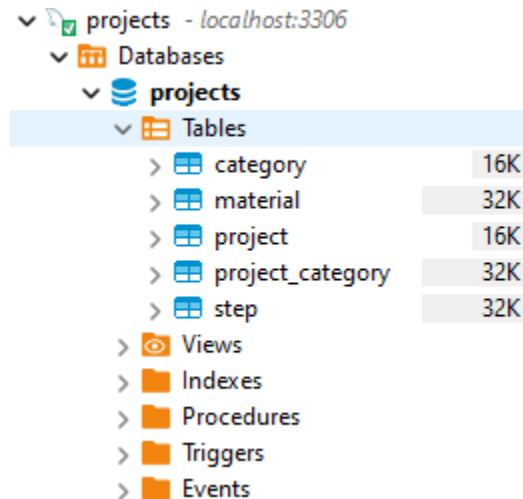 projects - localhost:3306
Databases
projects
Tables
category 16K
material 32K
project 16K
project_category 32K
step 32K
Views
Indexes
Procedures
Triggers
Events